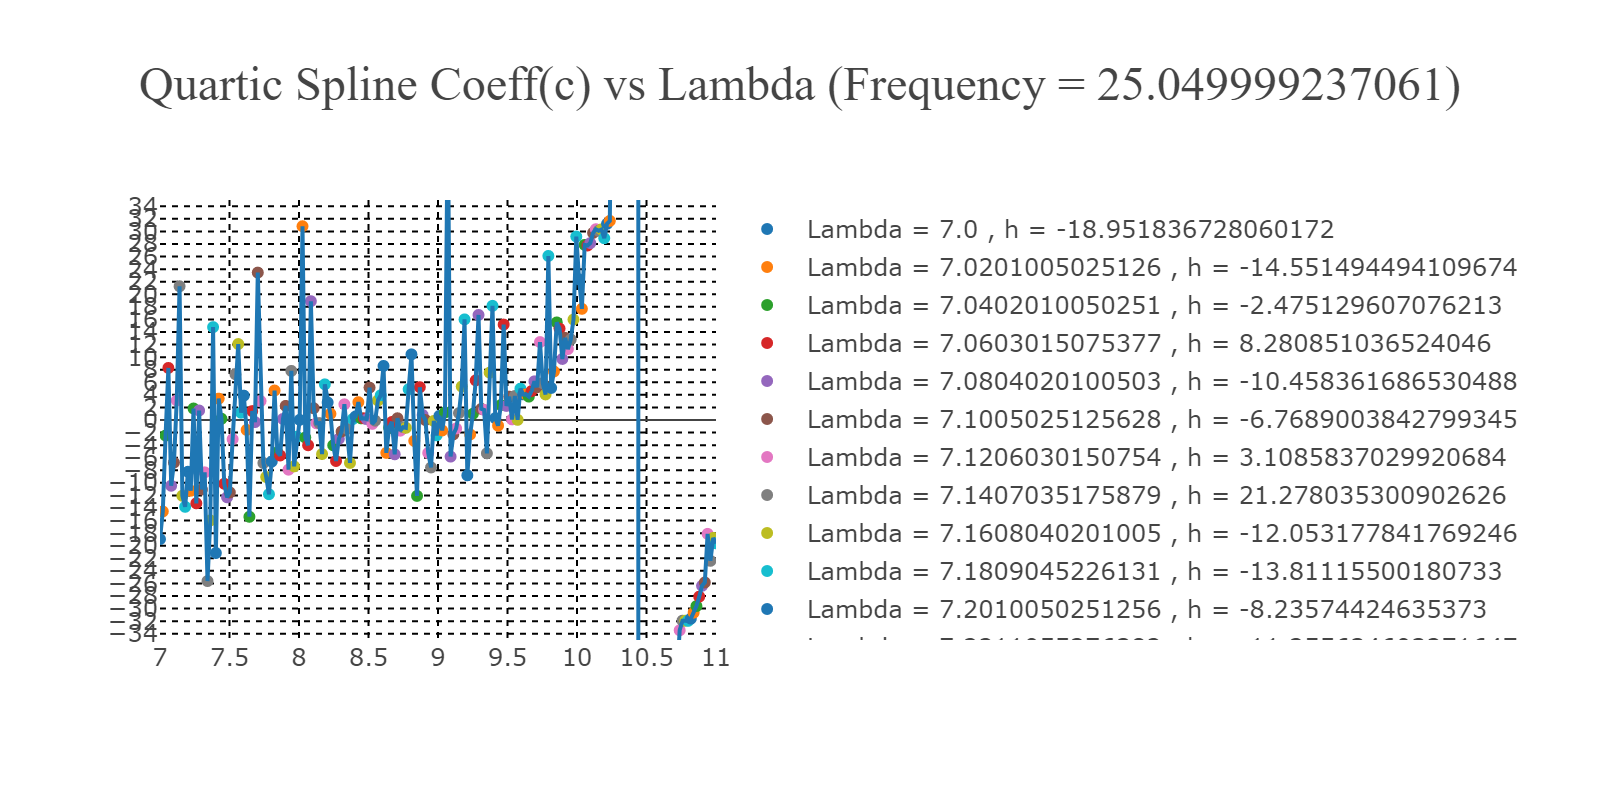 Quartic Spline Coeff(c) vs Lambda (Frequency = 25.049999237061)
34
32
30
28
26
24
22
20
18
16
14
12
10
8
6
4
2
0
−2
−4
−6
−8
−10
−12
−14
−16
−18
−20
−22
−24
−26
−28
−30
−32
−34
7 7.5 8 8.5 9 9.5 10 10.5 11
Lambda = 7.0 , h = -18.951836728060172
Lambda = 7.0201005025126 , h = -14.551494494109674
Lambda = 7.0402010050251 , h = -2.475129607076213
Lambda = 7.0603015075377 , h = 8.280851036524046
Lambda = 7.0804020100503 , h = -10.458361686530488
Lambda = 7.1005025125628 , h = -6.7689003842799345
Lambda = 7.1206030150754 , h = 3.1085837029920684
Lambda = 7.1407035175879 , h = 21.278035300902626
Lambda = 7.1608040201005 , h = -12.053177841769246
Lambda = 7.1809045226131 , h = -13.81115500180733
Lambda = 7.2010050251256 , h = -8.23574424635373